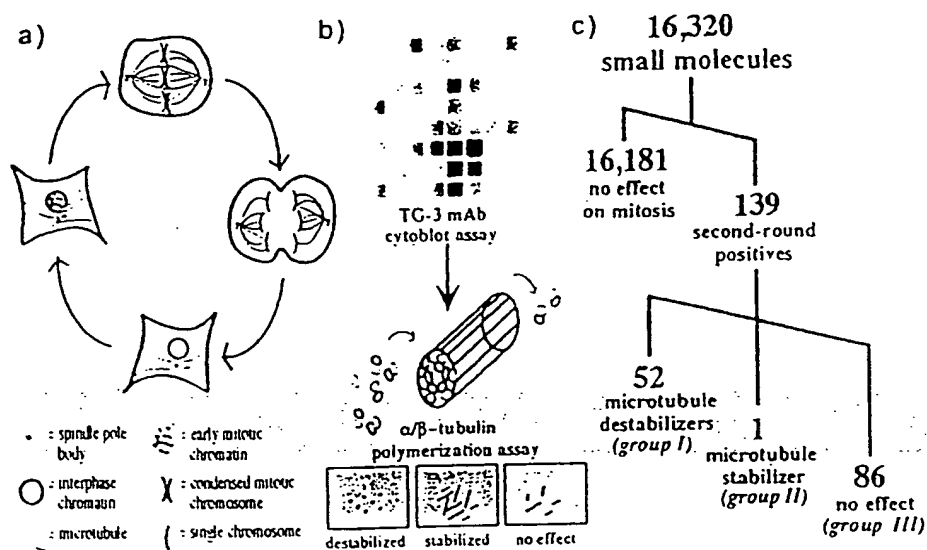 a)
: spindle pole
body
: early mitotic
chromatin
: interphase
chromatin
: condensed mitotic
chromosome
: microtubule
: single chromosome
b)
TG-3 mAb
cytoblot assay
α
α
β
α/β-tubulin
polymerization assay
destabilized
stabilized
no effect
c)
16,320
small molecules
16,181
no effect
on mitosis
139
second-round
positives
52
microtubule
destabilizers
(group I)
1
microtubule
stabilizer
(group II)
86
no effect
(group III)